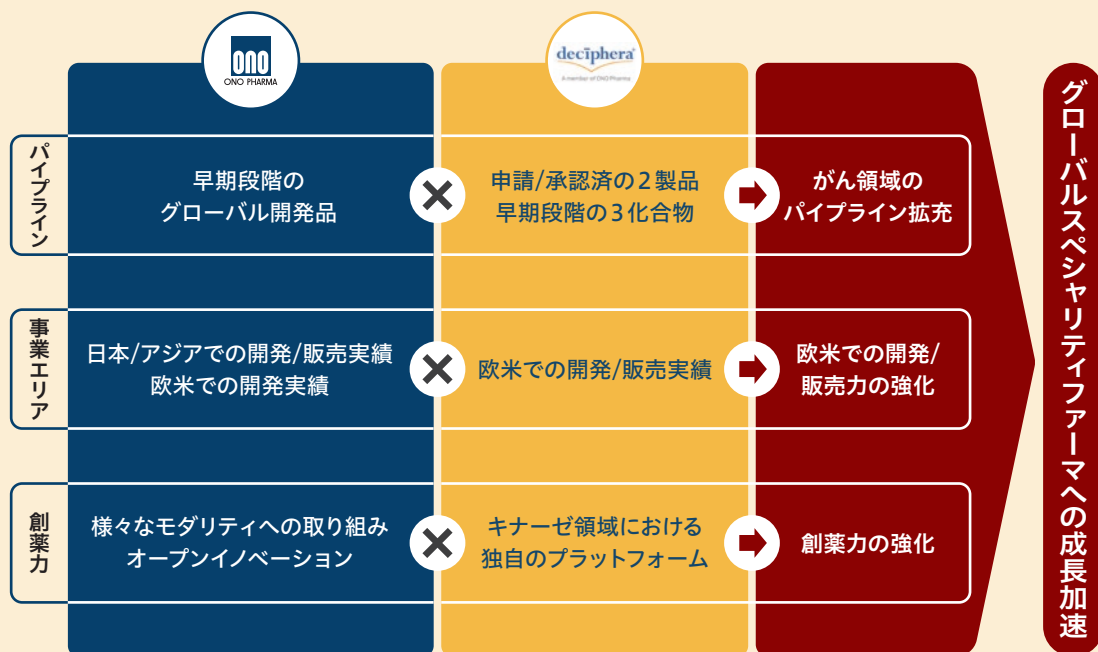 ono
ONO PHARMA
decīphera®
A member of ONO Pharma
パイプライン
早期段階の
グローバル開発品
申請/承認済の2製品
早期段階の3化合物
がん領域の
パイプライン拡充
事業エリア
日本/アジアでの開発/販売実績
欧米での開発実績
欧米での開発/販売実績
欧米での開発/
販売力の強化
創薬力
様々なモダリティへの取り組み
オープンイノベーション
キナーゼ領域における
独自のプラットフォーム
創薬力の強化
グローバルスペシャリティファーマへの成長加速